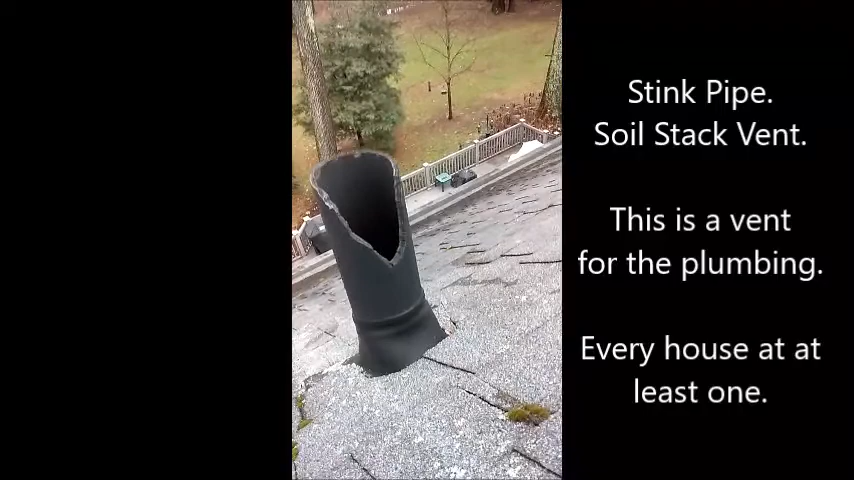 Stink Pipe.
Soil Stack Vent.
This is a vent
for the plumbing.
Every house at at
least one.